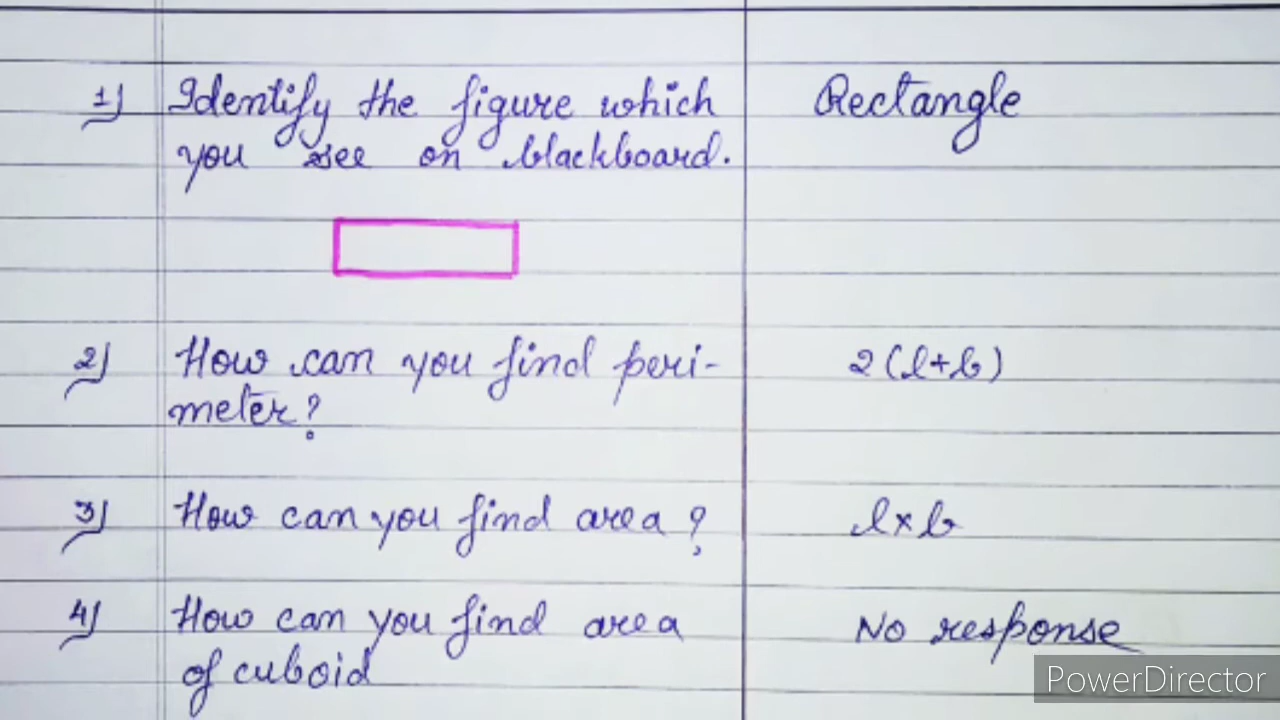 1) Identify the figure which Rectangle
you see on blackboard.
2) How can you find peri- 2(l+b)
meter?
3) How can you find area? l×b
4) How can you find area No response
of cuboid
PowerDirector